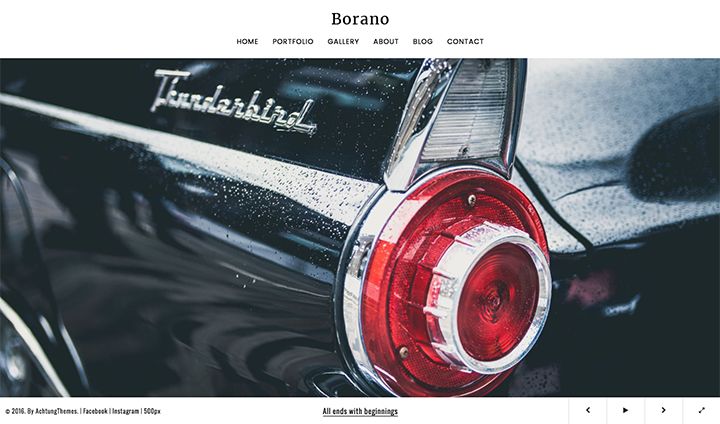 Borano
HOME PORTFOLIO GALLERY ABOUT BLOG CONTACT
Thunderbird
© 2016. By AchtungThemes. | Facebook | Instagram | 500px
All ends with beginnings